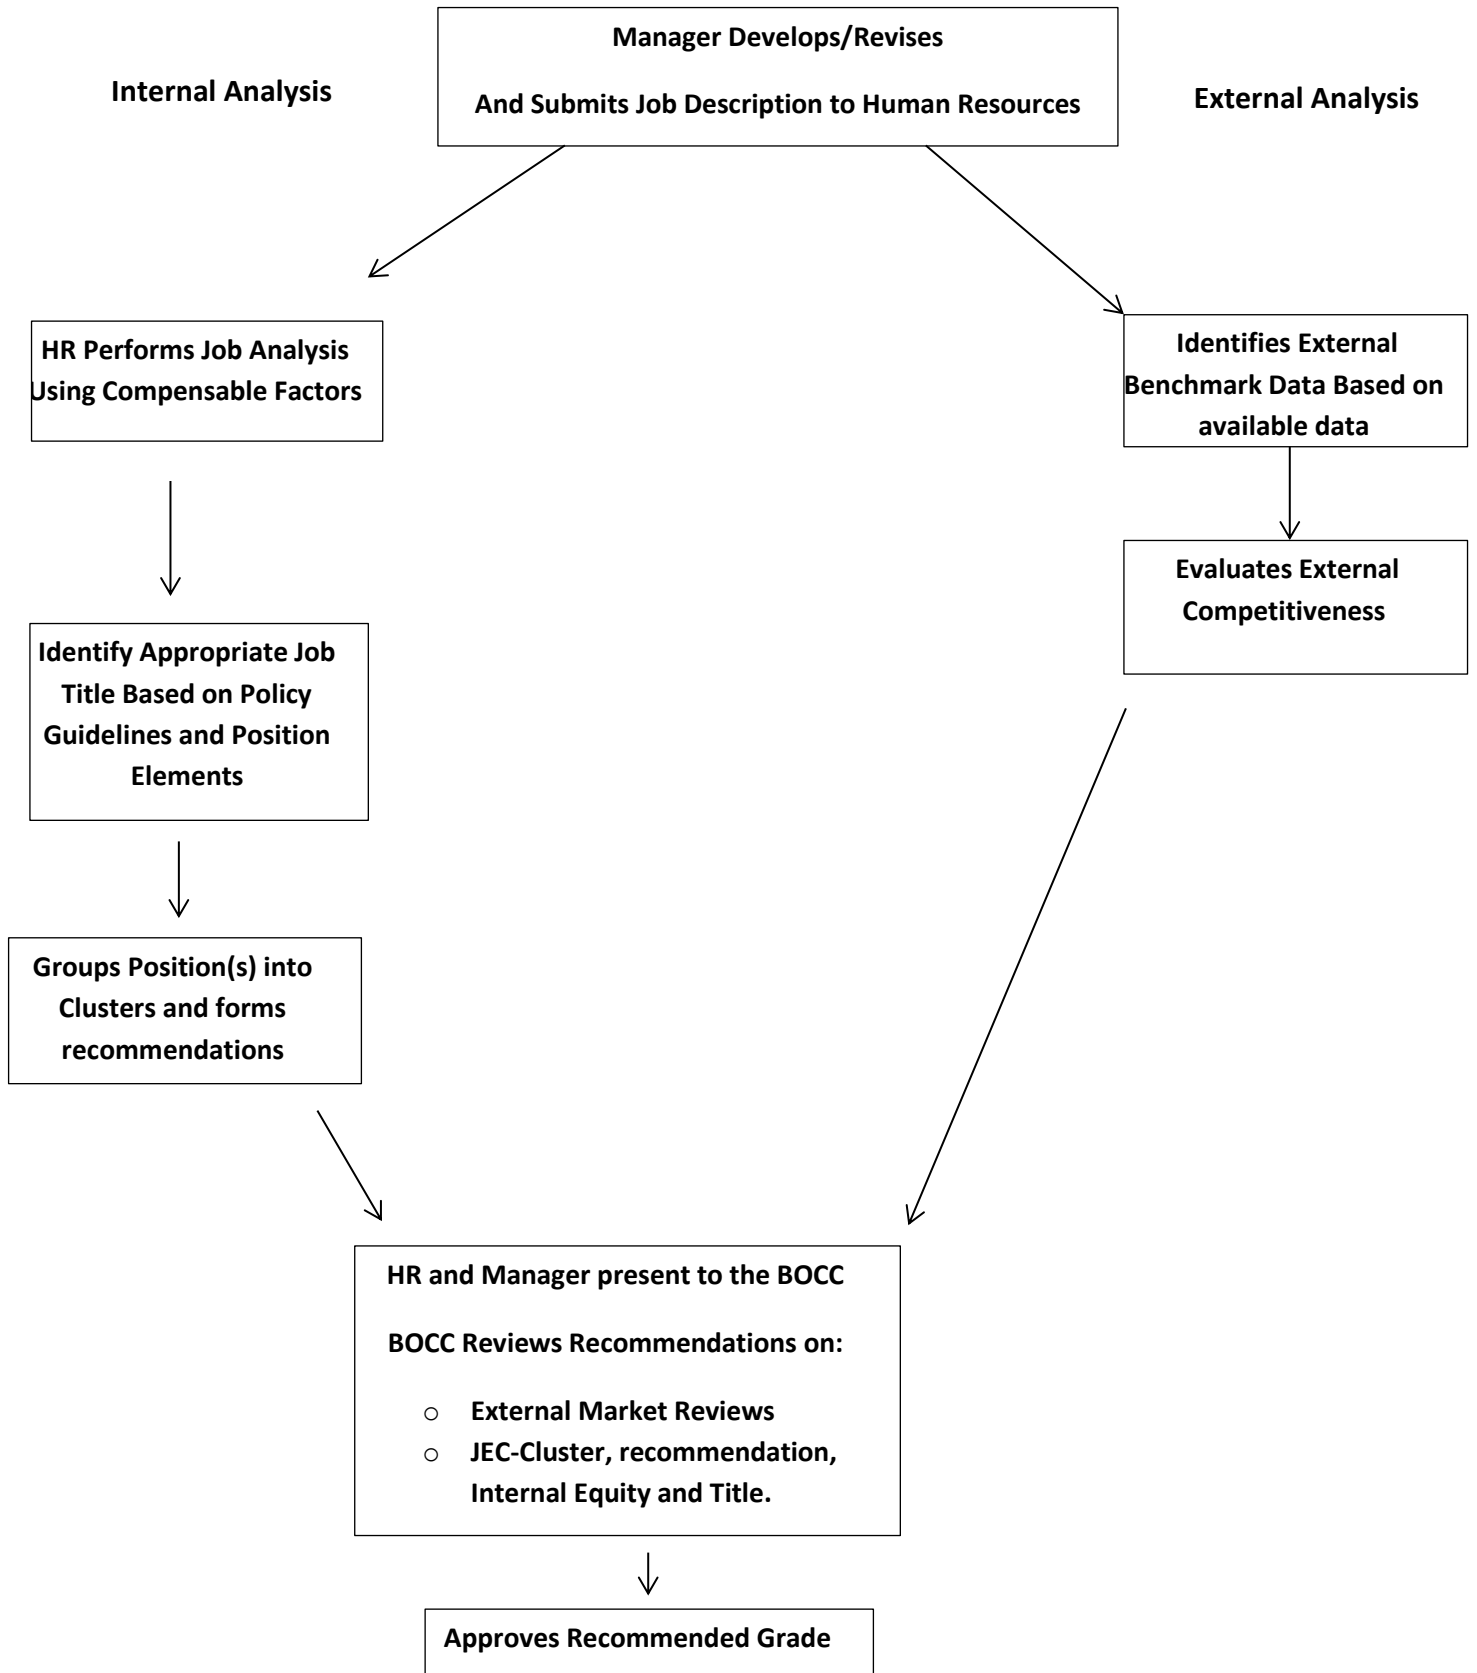 Manager Develops/Revises
And Submits Job Description to Human Resources
Internal Analysis
External Analysis
HR Performs Job Analysis
Using Compensable Factors
Identifies External
Benchmark Data Based on
available data
Evaluates External
Competitiveness
Identify Appropriate Job
Title Based on Policy
Guidelines and Position
Elements
Groups Position(s) into
Clusters and forms
recommendations
HR and Manager present to the BOCC
BOCC Reviews Recommendations on:
o External Market Reviews
o JEC-Cluster, recommendation,
Internal Equity and Title.
Approves Recommended Grade